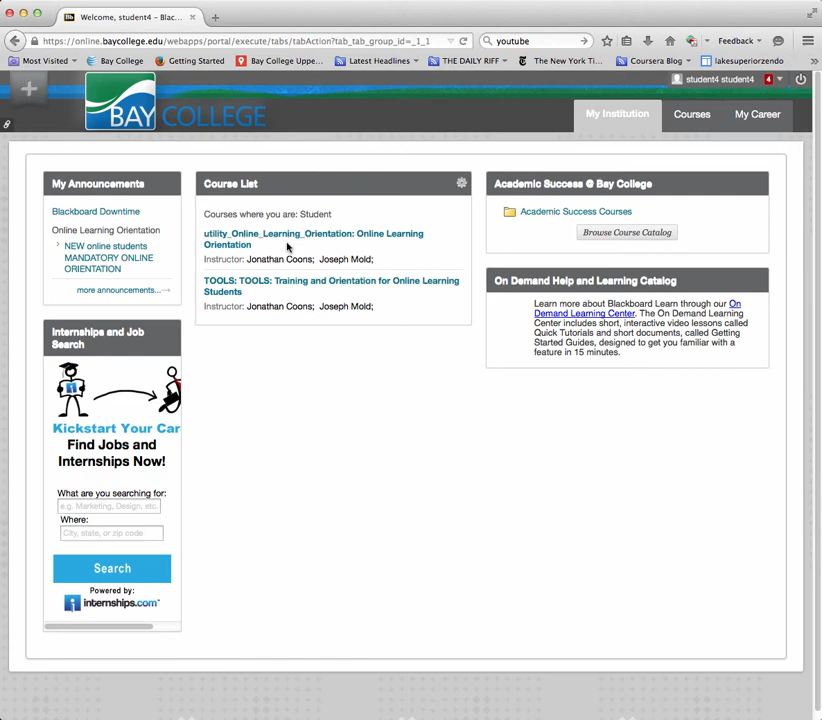 Welcome, student4 – Blac...
https://online.baycollege.edu/webapps/portal/execute/tabs/tabAction?tab_tab_group_id=_1_1
youtube
Feedback
Most Visited
Bay College
Getting Started
Bay College Uppe...
Latest Headlines
THE DAILY RIFF
The New York Ti...
Coursera Blog
lakesuperiorzendo
student4 student4
4
BAY COLLEGE
My Institution
Courses
My Career
My Announcements
Blackboard Downtime
Online Learning Orientation
NEW online students
MANDATORY ONLINE
ORIENTATION
more announcements...
Internships and Job
Search
Kickstart Your Car
Find Jobs and
Internships Now!
What are you searching for:
e.g. Marketing, Design, etc.
Where:
City, state, or zip code
Search
Powered by:
internships.com
Course List
Courses where you are: Student
utility_Online_Learning_Orientation: Online Learning
Orientation
Instructor: Jonathan Coons; Joseph Mold;
TOOLS: TOOLS: Training and Orientation for Online Learning
Students
Instructor: Jonathan Coons; Joseph Mold;
Academic Success @ Bay College
Academic Success Courses
Browse Course Catalog
On Demand Help and Learning Catalog
Learn more about Blackboard Learn through our On
Demand Learning Center. The On Demand Learning
Center includes short, interactive video lessons called
Quick Tutorials and short documents, called Getting
Started Guides, designed to get you familiar with a
feature in 15 minutes.